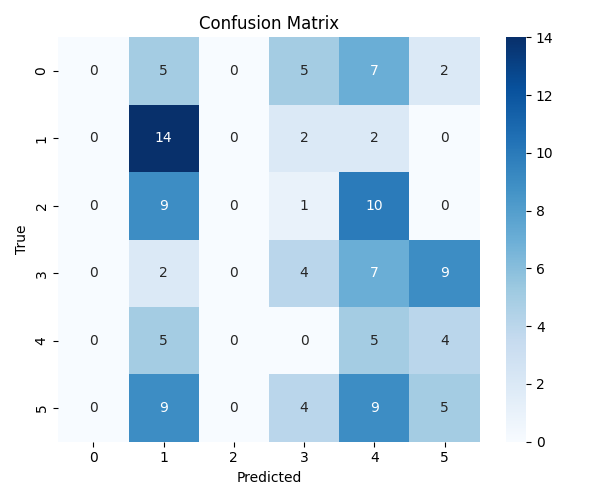 Confusion Matrix
True
0 0 5 0 5 7 2
1 0 14 0 2 2 0
2 0 9 0 1 10 0
3 0 2 0 4 7 9
4 0 5 0 0 5 4
5 0 9 0 4 9 5
0 1 2 3 4 5
Predicted
14
12
10
8
6
4
2
0